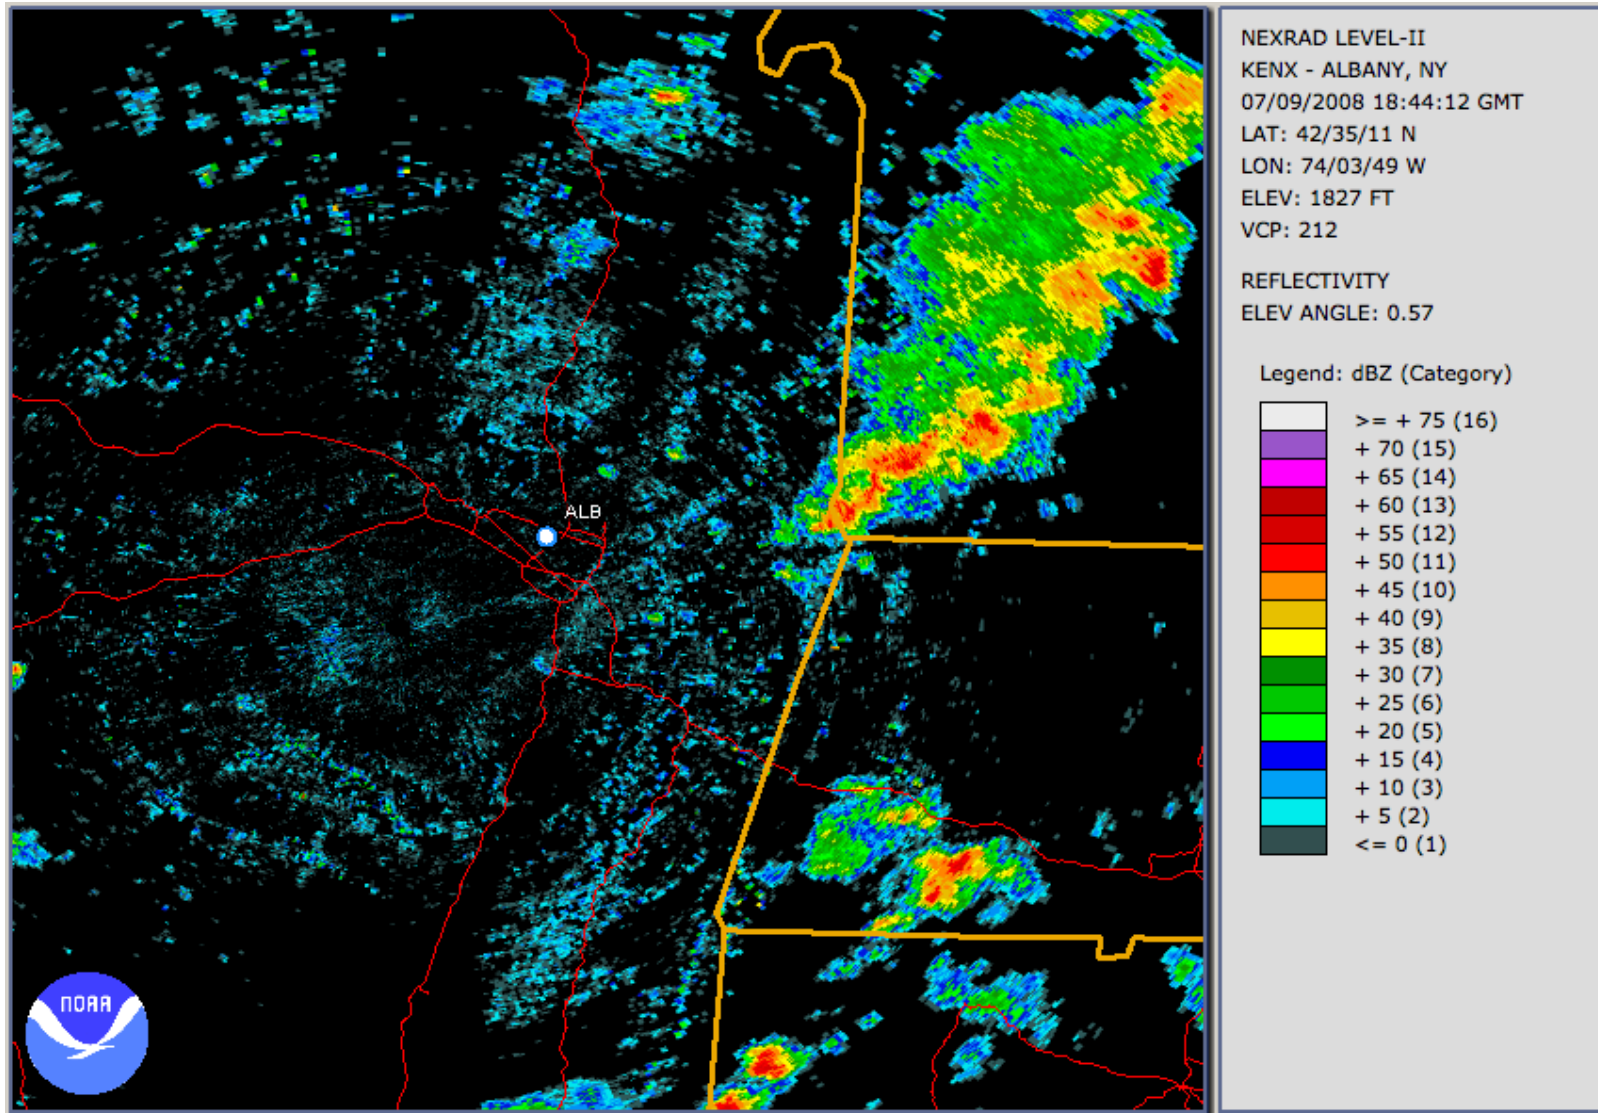 NEXRAD LEVEL-II
KENX - ALBANY, NY
07/09/2008 18:44:12 GMT
LAT: 42/35/11 N
LON: 74/03/49 W
ELEV: 1827 FT
VCP: 212
REFLECTIVITY
ELEV ANGLE: 0.57
Legend: dBZ (Category)
>= + 75 (16)
+ 70 (15)
+ 65 (14)
+ 60 (13)
+ 55 (12)
+ 50 (11)
+ 45 (10)
+ 40 (9)
+ 35 (8)
+ 30 (7)
+ 25 (6)
+ 20 (5)
+ 15 (4)
+ 10 (3)
+ 5 (2)
<= 0 (1)
ALB
NOAA